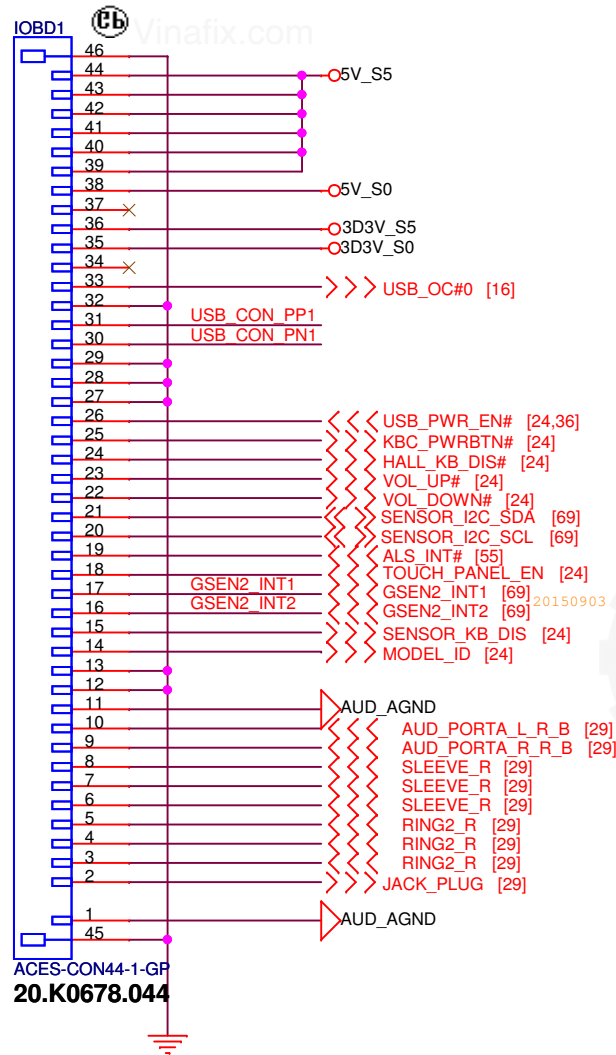 IOBD1
Vinafix.com
46
44 5V_S5
43
42
41
40
39
38 5V_S0
37
36 3D3V_S5
35 3D3V_S0
34
33 USB_OC#0 [16]
32
31 USB_CON_PP1
30 USB_CON_PN1
29
28
27
26 USB_PWR_EN# [24,36]
25 KBC_PWRBTN# [24]
24 HALL_KB_DIS# [24]
23 VOL_UP# [24]
22 VOL_DOWN# [24]
21 SENSOR_I2C_SDA [69]
20 SENSOR_I2C_SCL [69]
19 ALS_INT# [55]
18 TOUCH_PANEL_EN [24]
17 GSEN2_INT1 GSEN2_INT1 [69]
16 GSEN2_INT2 GSEN2_INT2 [69] 20150903
15 SENSOR_KB_DIS [24]
14 MODEL_ID [24]
13
12
11 AUD_AGND
10 AUD_PORTA_L_R_B [29]
9 AUD_PORTA_R_R_B [29]
8 SLEEVE_R [29]
7 SLEEVE_R [29]
6 SLEEVE_R [29]
5 RING2_R [29]
4 RING2_R [29]
3 RING2_R [29]
2 JACK_PLUG [29]
1 AUD_AGND
45
ACES-CON44-1-GP
20.K0678.044